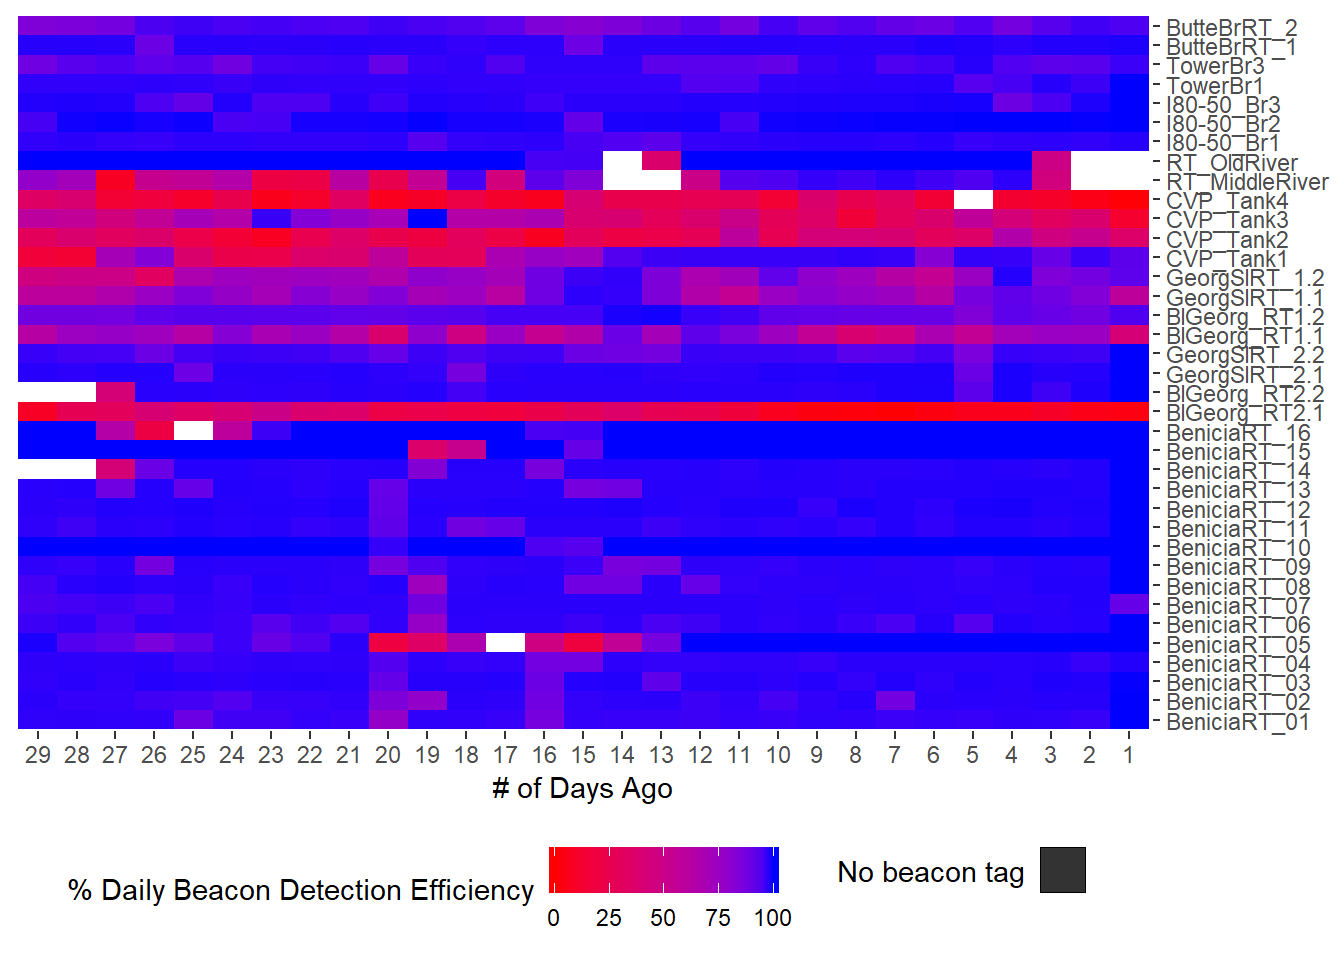 ButteBrRT_2
ButteBrRT_1
TowerBr3
TowerBr1
I80-50_Br3
I80-50_Br2
I80-50_Br1
RT_OldRiver
RT_MiddleRiver
CVP_Tank4
CVP_Tank3
CVP_Tank2
CVP_Tank1
GeorgSlRT_1.2
GeorgSlRT_1.1
BlGeorg_RT1.2
BlGeorg_RT1.1
GeorgSlRT_2.2
GeorgSlRT_2.1
BlGeorg_RT2.2
BlGeorg_RT2.1
BeniciaRT_16
BeniciaRT_15
BeniciaRT_14
BeniciaRT_13
BeniciaRT_12
BeniciaRT_11
BeniciaRT_10
BeniciaRT_09
BeniciaRT_08
BeniciaRT_07
BeniciaRT_06
BeniciaRT_05
BeniciaRT_04
BeniciaRT_03
BeniciaRT_02
BeniciaRT_01
29 28 27 26 25 24 23 22 21 20 19 18 17 16 15 14 13 12 11 10 9 8 7 6 5 4 3 2 1
# of Days Ago
% Daily Beacon Detection Efficiency
0 25 50 75 100
No beacon tag